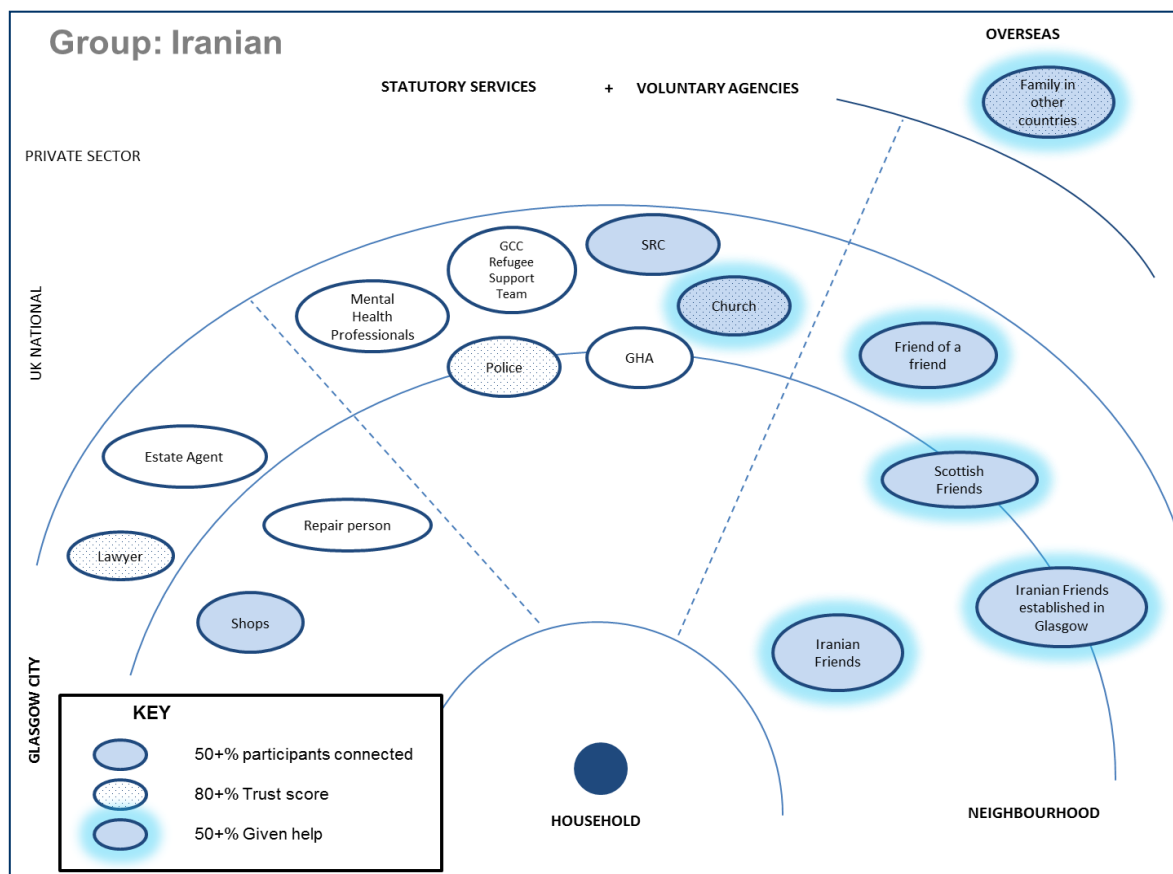 Group: Iranian
OVERSEAS
STATUTORY SERVICES + VOLUNTARY AGENCIES
Family in
other
countries
PRIVATE SECTOR
UK NATIONAL
GCC
Refugee
Support
Team
SRC
Mental
Health
Professionals
Church
Police
GHA
Friend of a
friend
Estate Agent
Scottish
Friends
Repair person
Lawyer
Iranian Friends
established in
Glasgow
Shops
Iranian
Friends
GLASGOW CITY
KEY
50+% participants connected
80+% Trust score
50+% Given help
HOUSEHOLD
NEIGHBOURHOOD